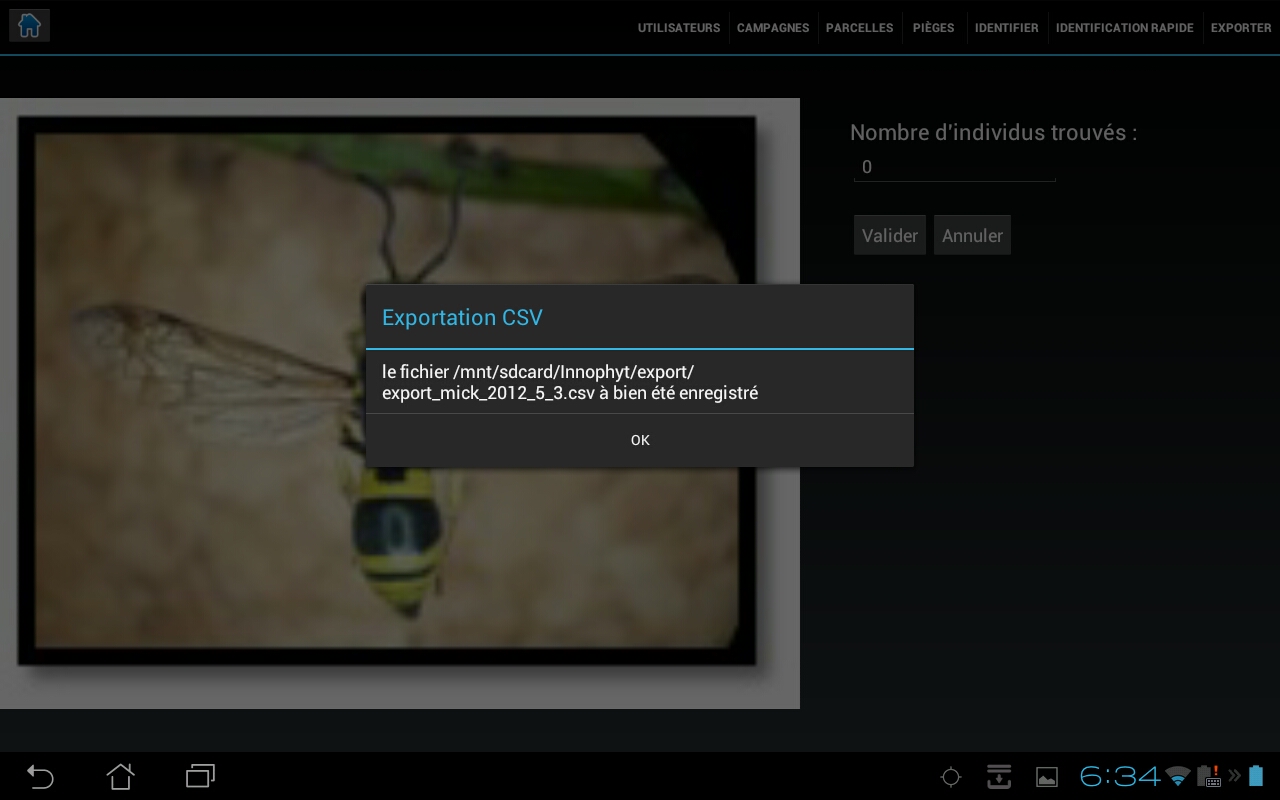 UTILISATEURS CAMPAGNES PARCELLES PIÈGES IDENTIFIER IDENTIFICATION RAPIDE EXPORTER
Nombre d'individus trouvés :
0
Valider Annuler
Exportation CSV
le fichier /mnt/sdcard/Innophyt/export/
export_mick_2012_5_3.csv à bien été enregistré
OK
6:34